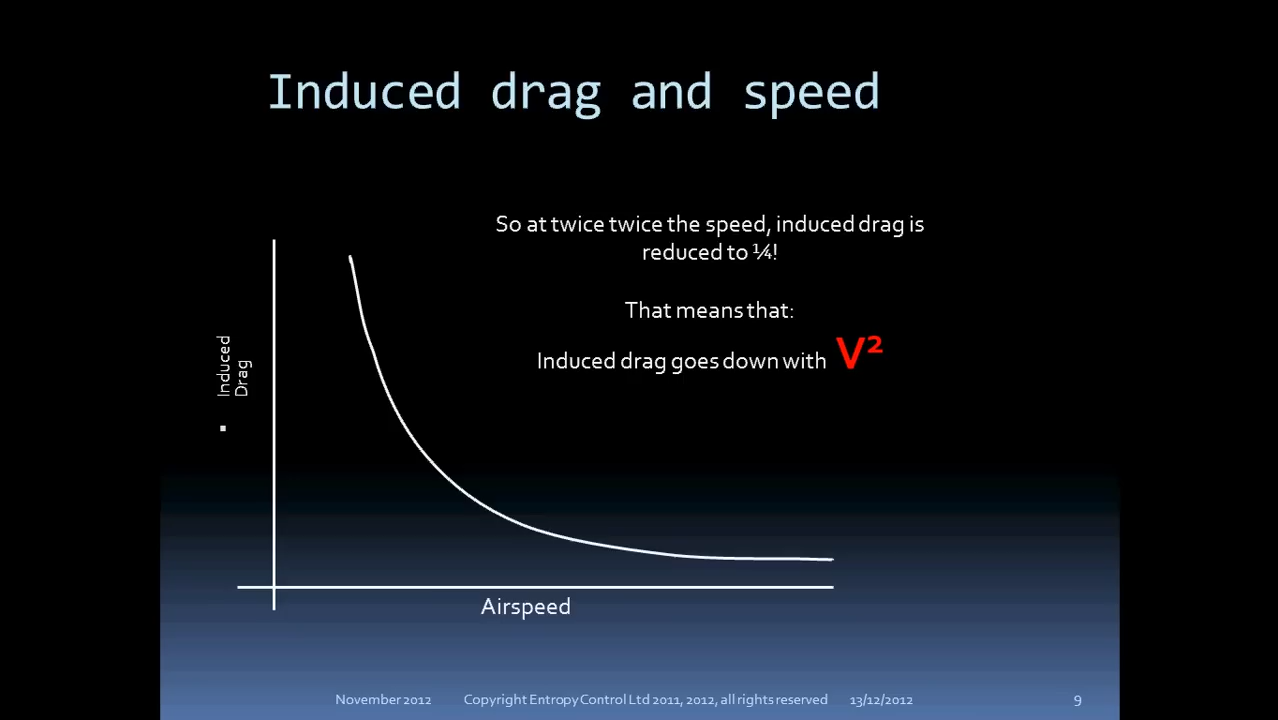 Induced drag and speed
So at twice twice the speed, induced drag is
reduced to ¼!
That means that:
Induced drag goes down with V²
Induced
Drag
Airspeed
November 2012 Copyright Entropy Control Ltd 2011, 2012, all rights reserved 13/12/2012 9